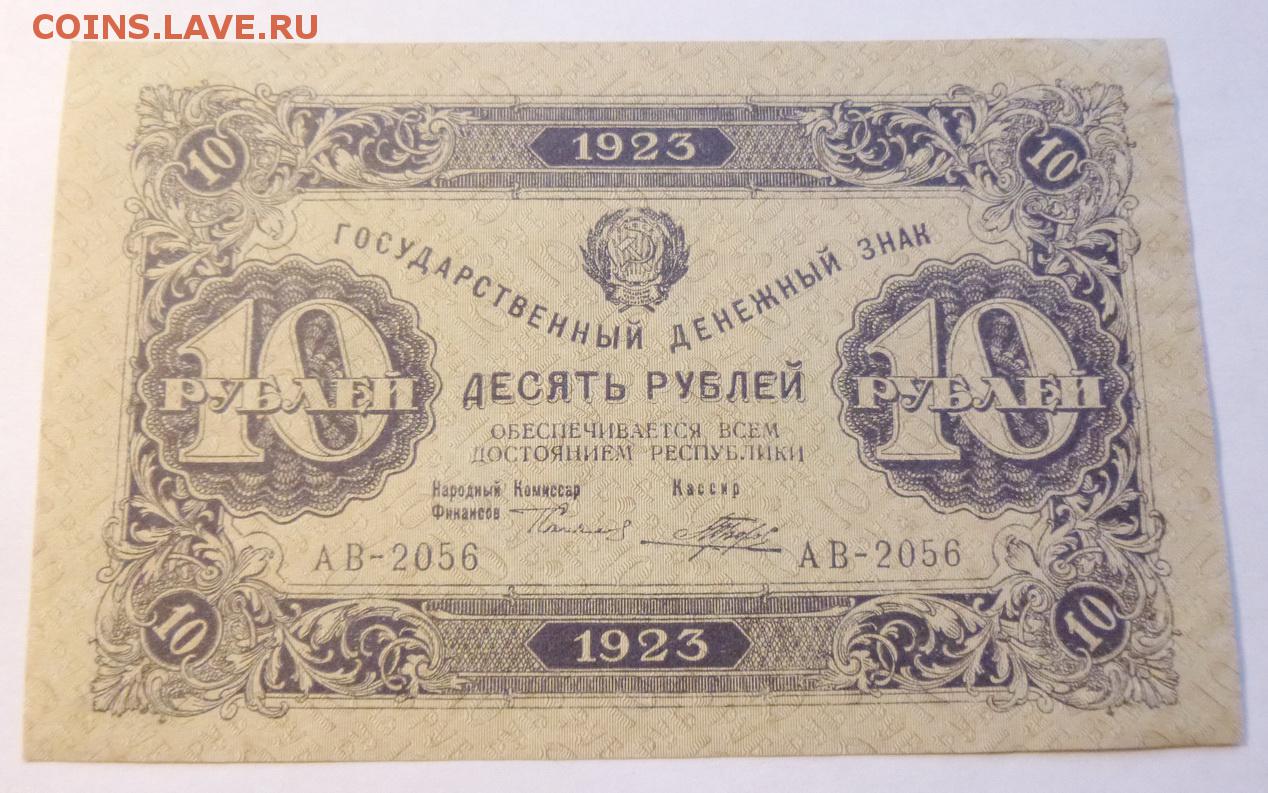 COINS.LAVE.RU
1923
10 10
ГОСУДАРСТВЕННЫЙ ДЕНЕЖНЫЙ ЗНАК
10 РУБЛЕЙ
ДЕСЯТЬ РУБЛЕЙ
10 РУБЛЕЙ
ОБЕСПЕЧИВАЕТСЯ ВСЕМ
ДОСТОЯНИЕМ РЕСПУБЛИКИ
Народный Комиссар Кассир
Финансов
АВ-2056 АВ-2056
10 10
1923